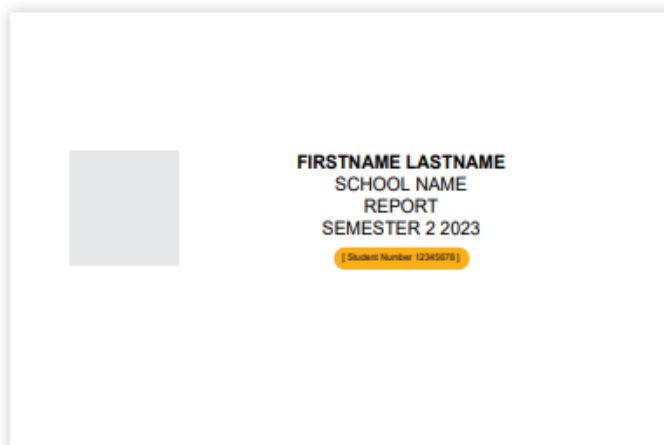 FIRSTNAME LASTNAME
SCHOOL NAME
REPORT
SEMESTER 2 2023
[ Student Number 12345678 ]